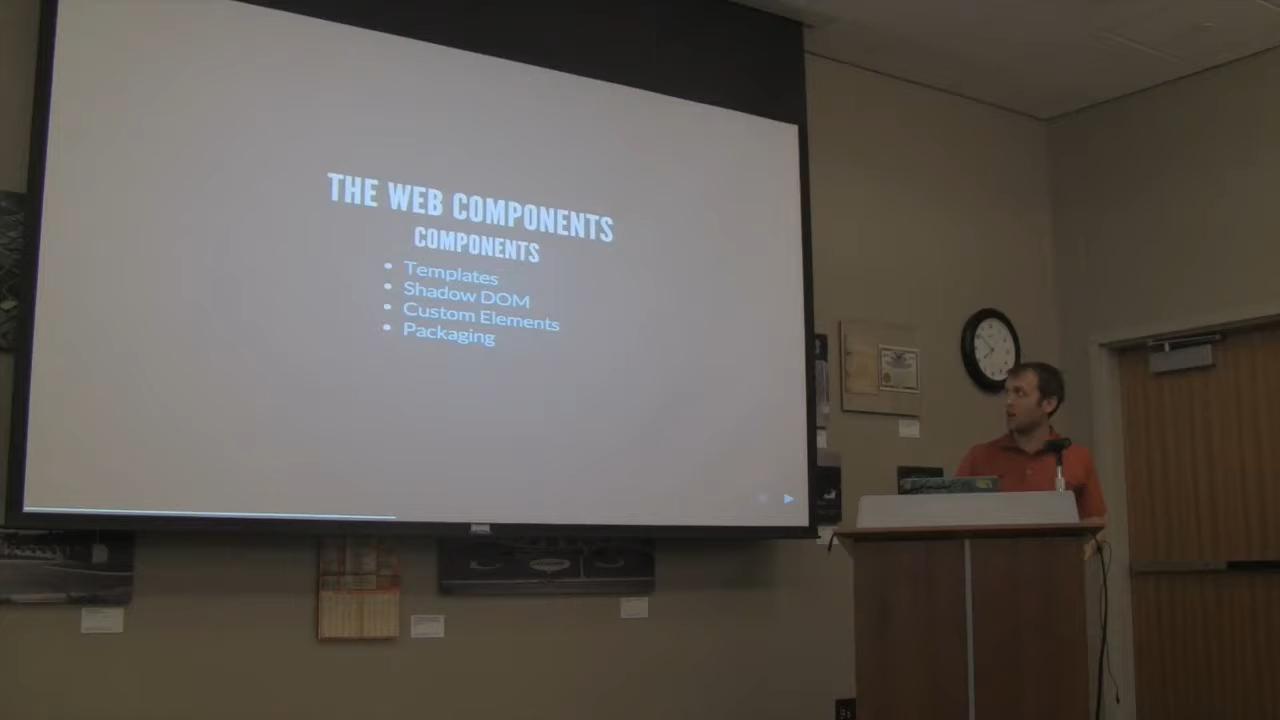 THE WEB COMPONENTS
COMPONENTS
• Templates
• Shadow DOM
• Custom Elements
• Packaging